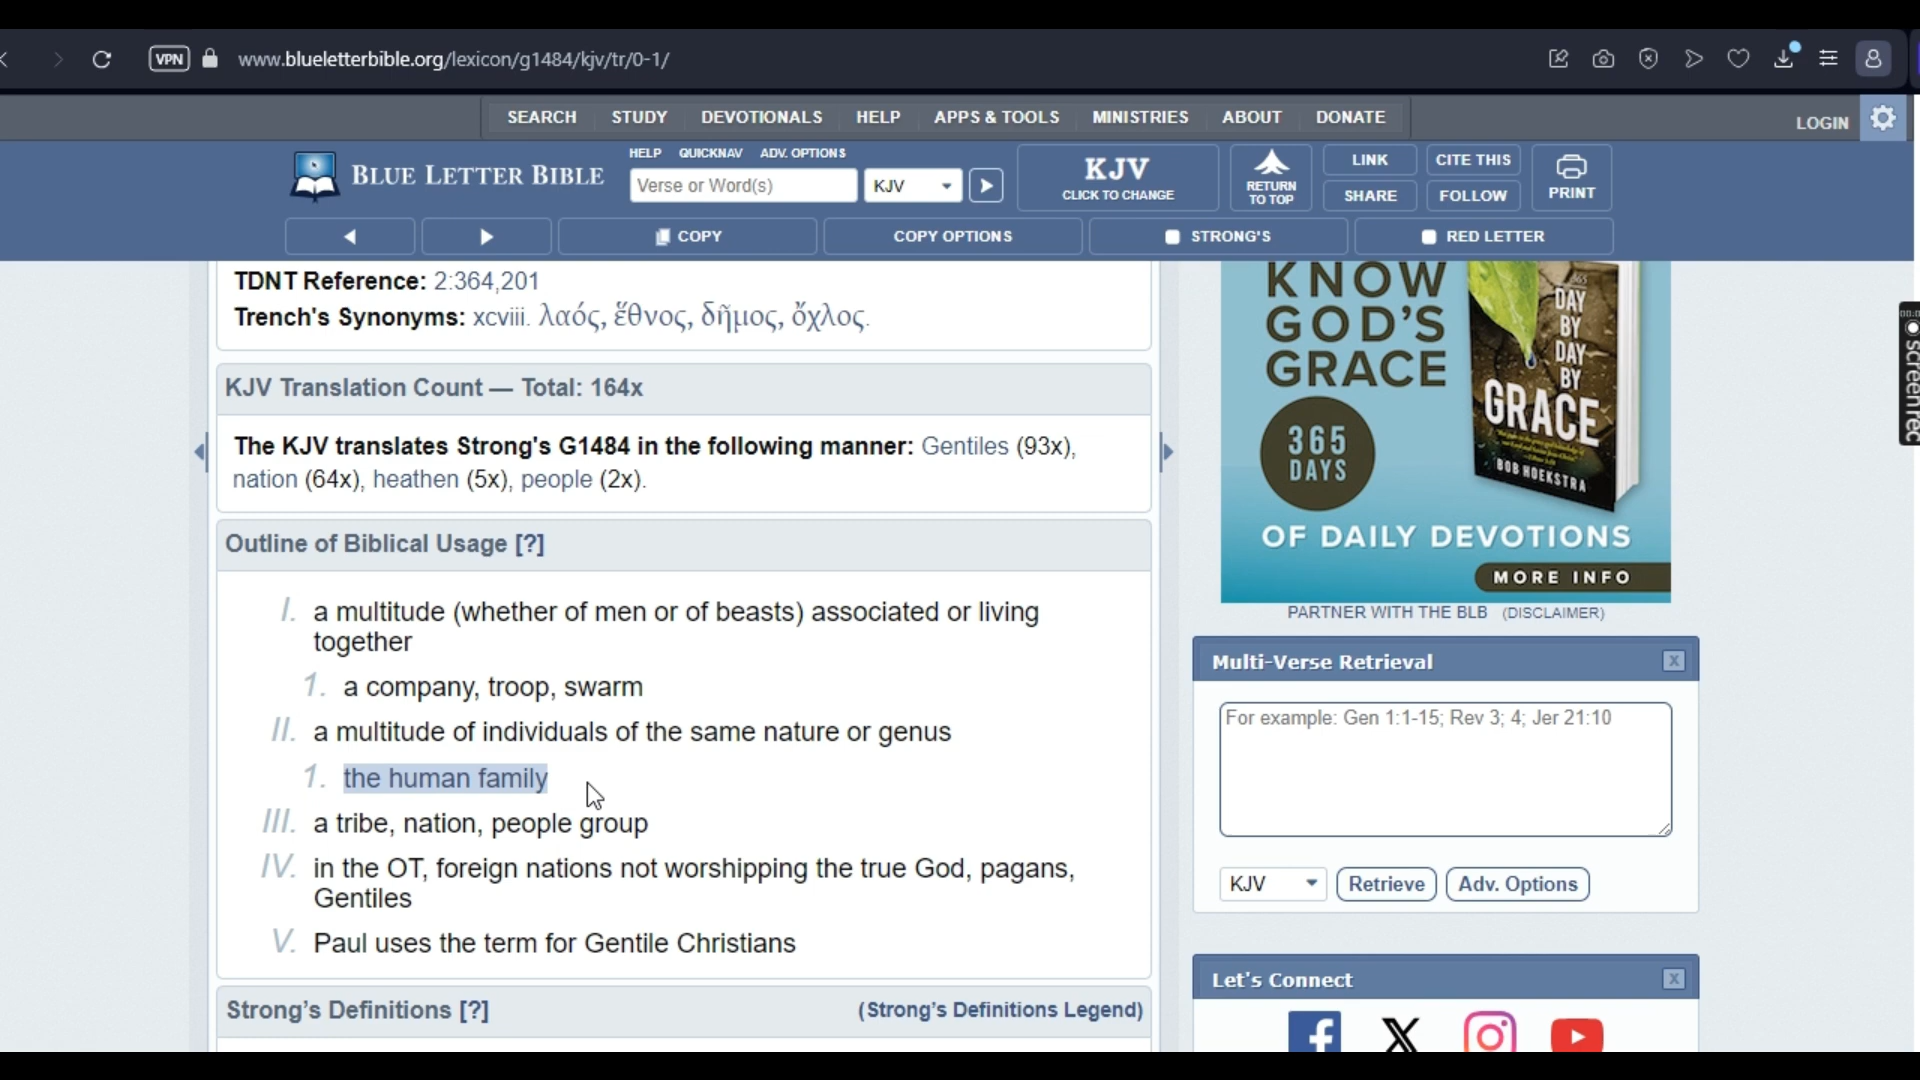 VPN www.blueletterbible.org/lexicon/g1484/kjv/tr/0-1/
SEARCH STUDY DEVOTIONALS HELP APPS & TOOLS MINISTRIES ABOUT DONATE
LOGIN
BLUE LETTER BIBLE
HELP QUICKNAV ADV. OPTIONS
Verse or Word(s) KJV
KJV
CLICK TO CHANGE
RETURN
TO TOP
LINK CITE THIS
SHARE FOLLOW
PRINT
COPY COPY OPTIONS STRONG'S RED LETTER
TDNT Reference: 2:364,201
Trench's Synonyms: xcviii. λαός, ἔθνος, δῆμος, ὄχλος.
KJV Translation Count — Total: 164x
The KJV translates Strong's G1484 in the following manner: Gentiles (93x),
nation (64x), heathen (5x), people (2x).
Outline of Biblical Usage [?]
I. a multitude (whether of men or of beasts) associated or living
together
1. a company, troop, swarm
II. a multitude of individuals of the same nature or genus
1. the human family
III. a tribe, nation, people group
IV. in the OT, foreign nations not worshipping the true God, pagans,
Gentiles
V. Paul uses the term for Gentile Christians
Strong's Definitions [?] (Strong's Definitions Legend)
KNOW
GOD'S
GRACE
365
DAYS
OF DAILY DEVOTIONS
MORE INFO
DAY
BY
DAY
BY
GRACE
BOB HOEKSTRA
PARTNER WITH THE BLB (DISCLAIMER)
Multi-Verse Retrieval X
For example: Gen 1:1-15; Rev 3; 4; Jer 21:10
KJV Retrieve Adv. Options
Let's Connect X
screenrec